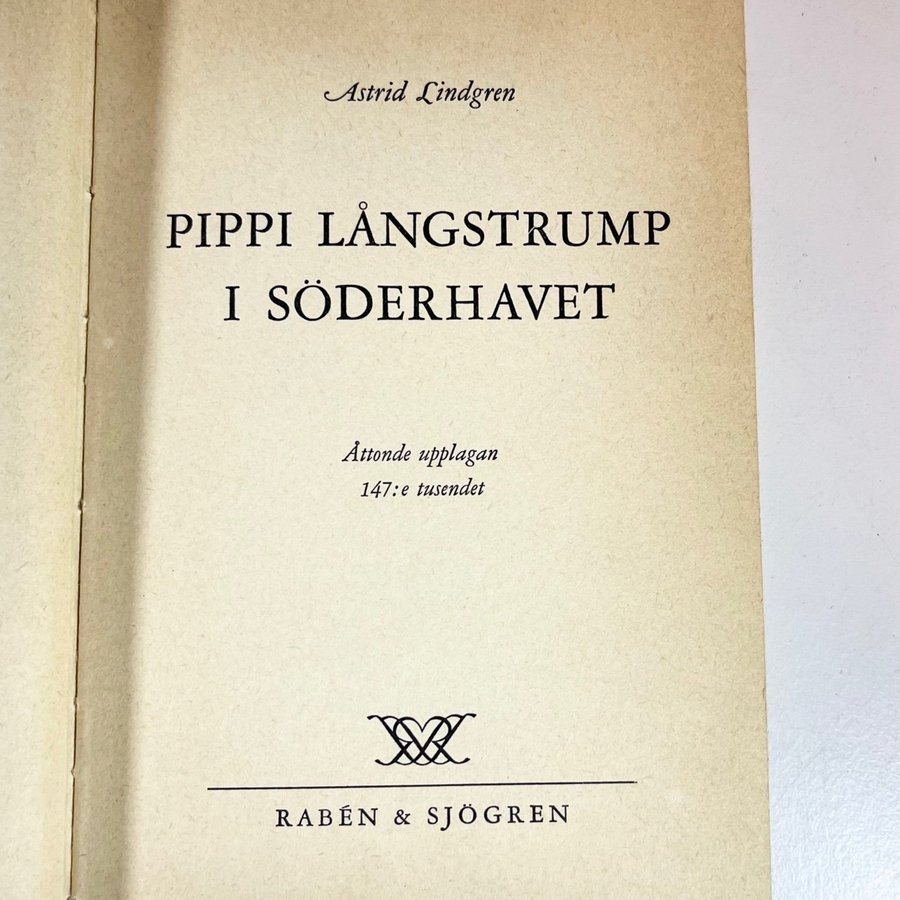 Astrid Lindgren
PIPPI LÅNGSTRUMP
I SÖDERHAVET
Åttonde upplagan
147:e tusendet
RABÉN & SJÖGREN